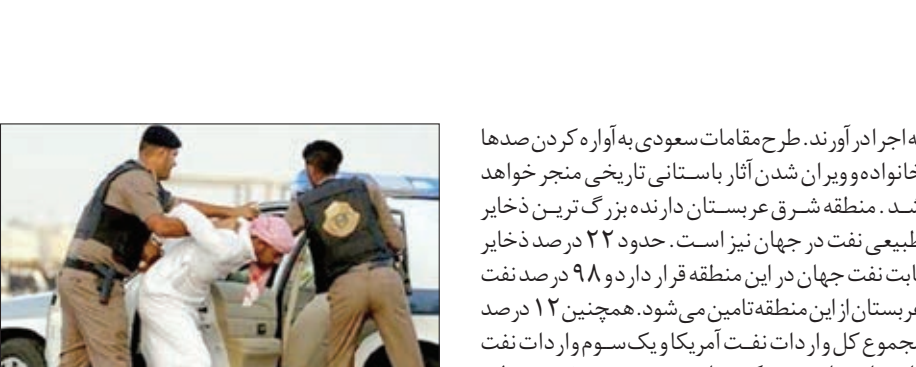 ه اجرا درآورند. طرح مقامات سعودی به آواره کردن صدها
خانواده و ویران شدن آثار باستانی تاریخی منجر خواهد
شد. منطقه شرق عربستان دارنده بزرگ ترین ذخایر
طبیعی نفت در جهان نیز است. حدود ۲۲ درصد ذخایر
ابت نفت جهان در این منطقه قرار دارد و ۹۸ درصد نفت
عربستان از این منطقه تامین می شود. همچنین ۱۲ درصد
مجموع کل واردات نفت آمریکا و یک سوم واردات نفت